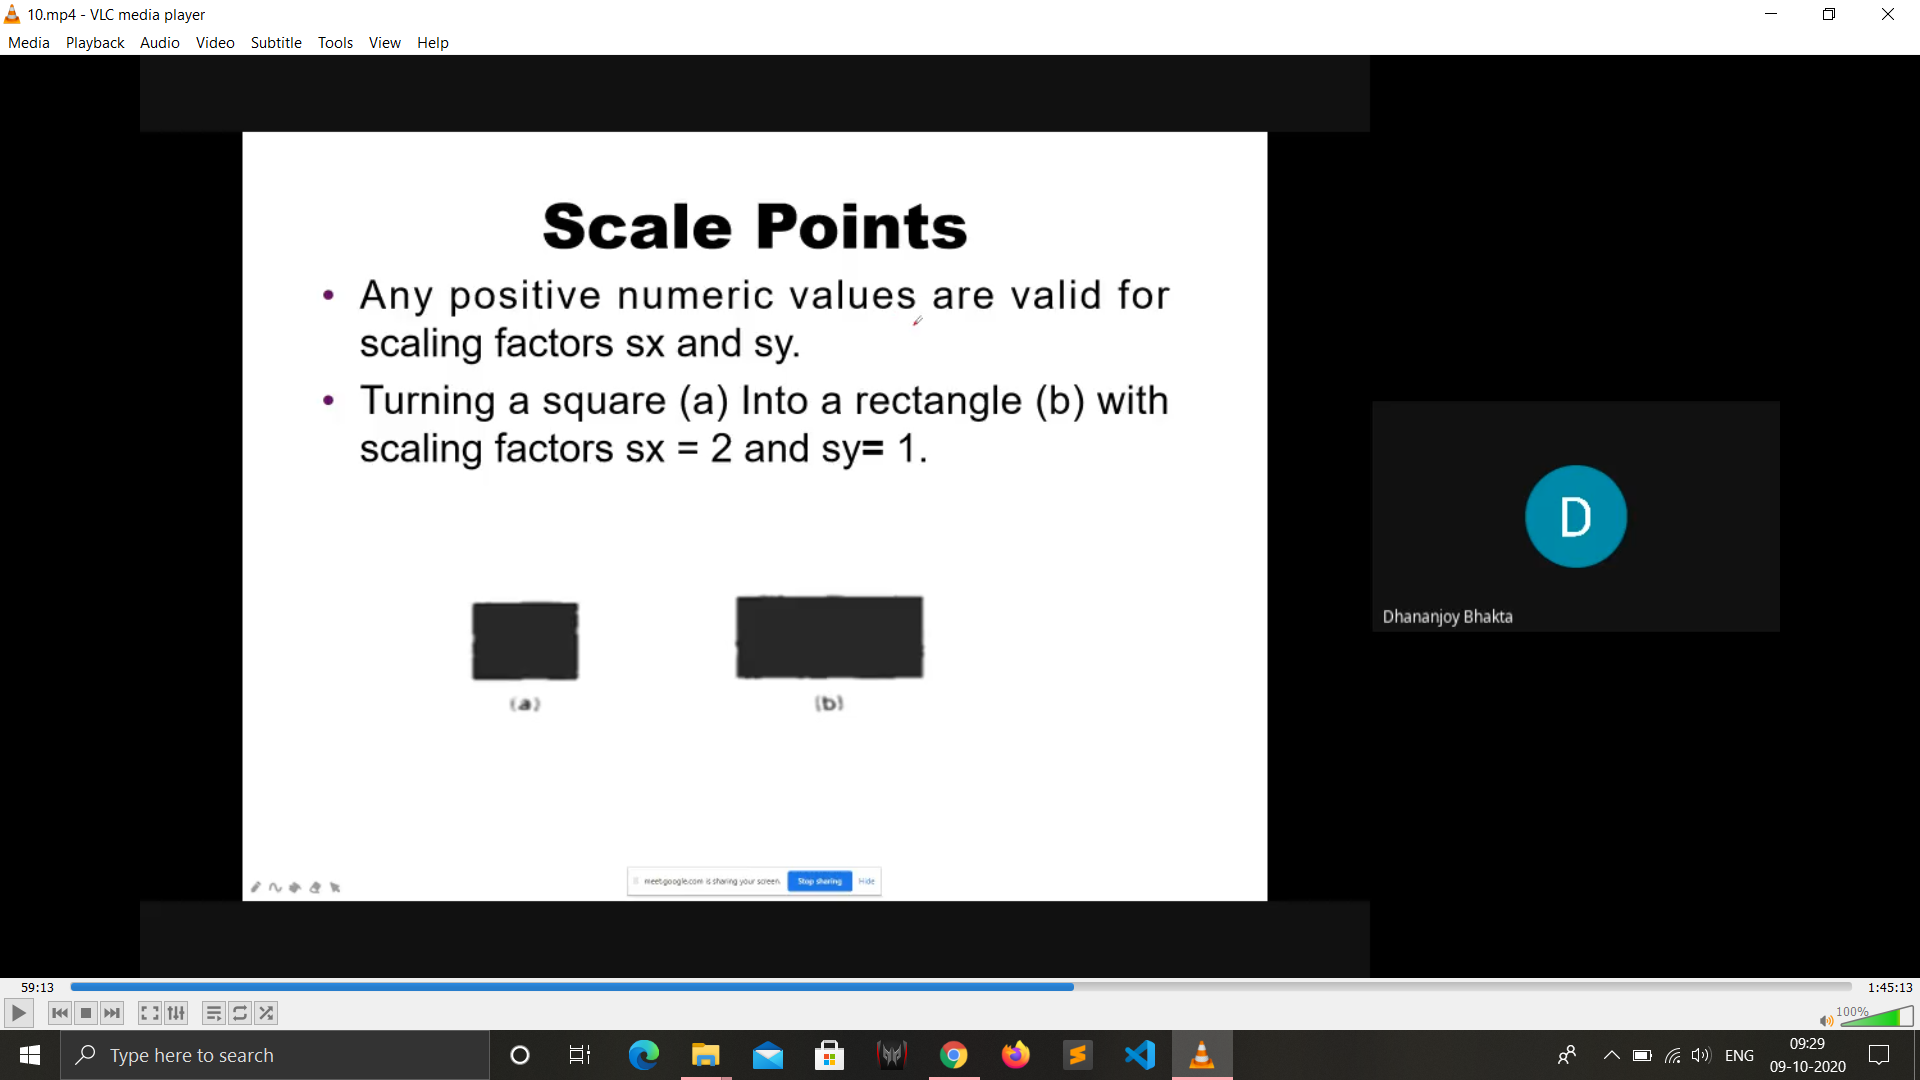 10.mp4 - VLC media player
Media Playback Audio Video Subtitle Tools View Help
Scale Points
• Any positive numeric values are valid for
scaling factors sx and sy.
• Turning a square (a) Into a rectangle (b) with
scaling factors sx = 2 and sy= 1.
(a)
(b)
D
Dhananjoy Bhakta
meet.google.com is sharing your screen. Stop sharing Hide
59:13
1:45:13
100%
Type here to search
ENG
09:29
09-10-2020